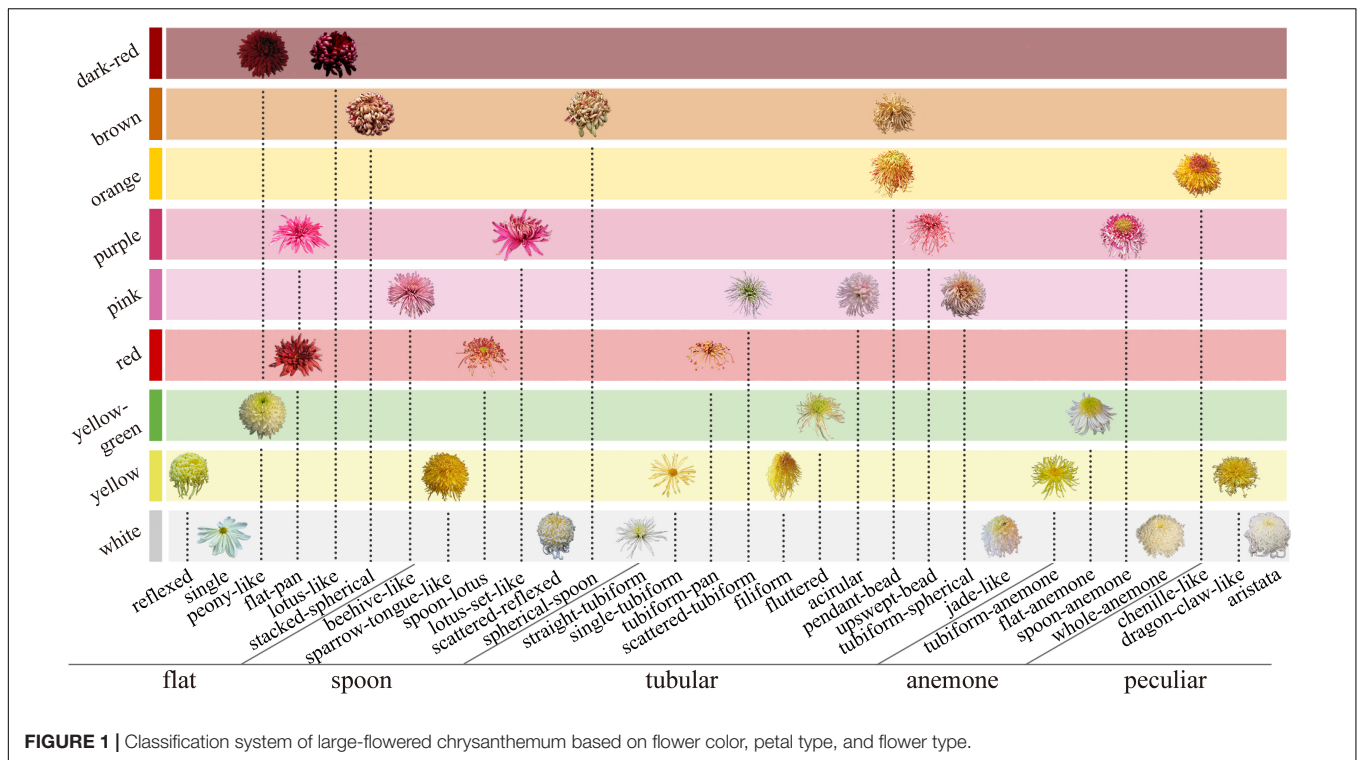 dark-red
brown
orange
purple
pink
red
yellow-
green
yellow
white
reflexed
single
peony-like
flat-pan
lotus-like
stacked-spherical
beehive-like
sparrow-tongue-like
spoon-lotus
lotus-set-like
scattered-reflexed
spherical-spoon
straight-tubiform
single-tubiform
tubiform-pan
scattered-tubiform
filiform
fluttered
acirular
pendant-bead
upswept-bead
tubiform-spherical
jade-like
tubiform-anemone
flat-anemone
spoon-anemone
whole-anemone
chenille-like
dragon-claw-like
aristata
flat
spoon
tubular
anemone
peculiar
FIGURE 1 | Classification system of large-flowered chrysanthemum based on flower color, petal type, and flower type.